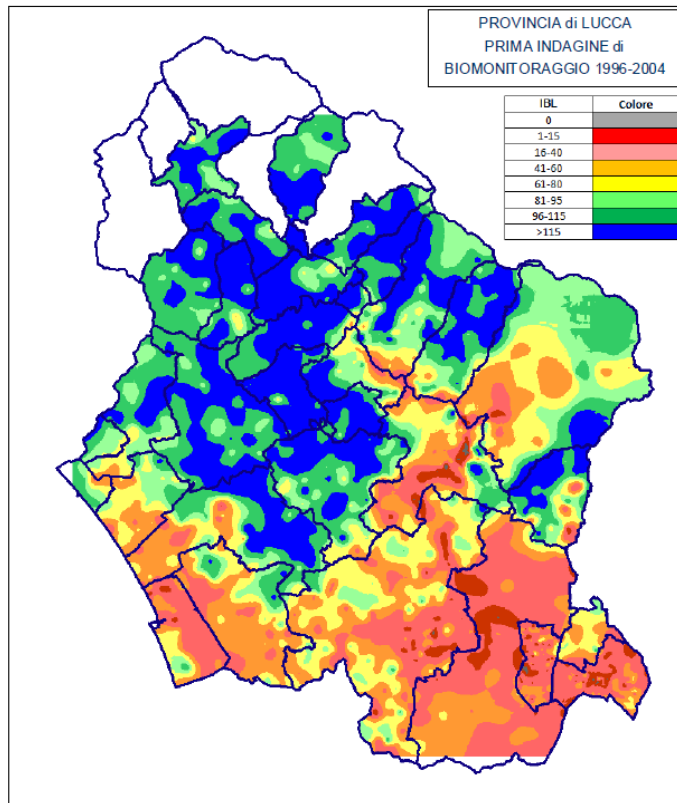 PROVINCIA di LUCCA
PRIMA INDAGINE di
BIOMONITORAGGIO 1996-2004
IBL Colore
0
1-15
16-40
41-60
61-80
81-95
96-115
>115